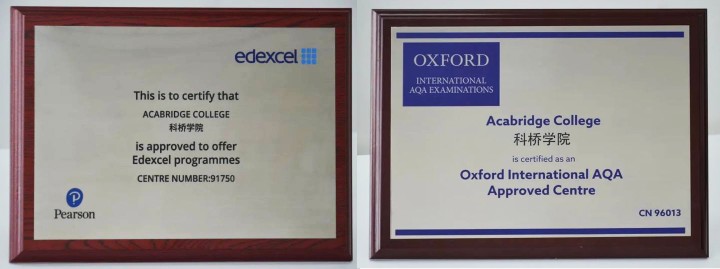 edexcel
This is to certify that
ACABRIDGE COLLEGE
科桥学院
is approved to offer
Edexcel programmes
CENTRE NUMBER:91750
P
Pearson
OXFORD
INTERNATIONAL
AQA EXAMINATIONS
Acabridge College
科桥学院
is certified as an
Oxford International AQA
Approved Centre
CN 96013